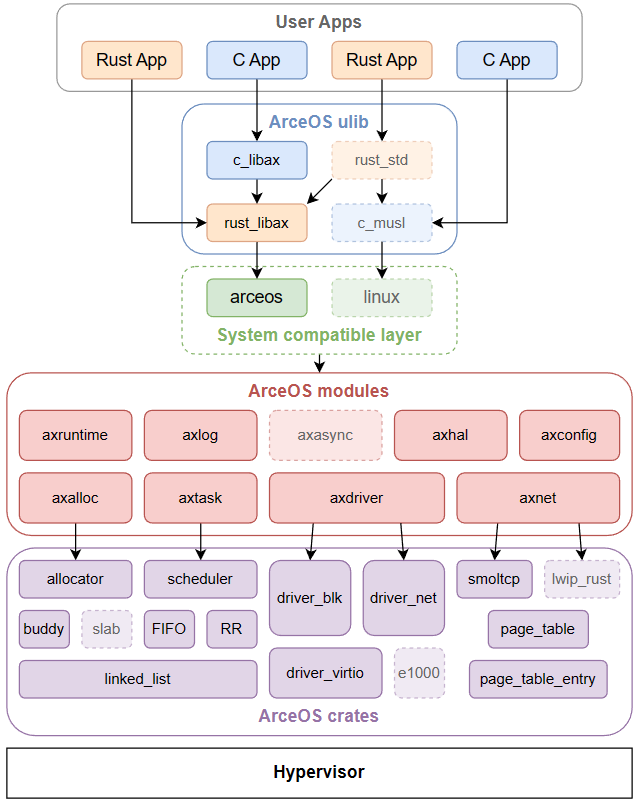 User Apps
Rust App
C App
Rust App
C App
ArceOS ulib
c_libax
rust_std
rust_libax
c_musl
arceos
linux
System compatible layer
ArceOS modules
axruntime
axlog
axasync
axhal
axconfig
axalloc
axtask
axdriver
axnet
allocator
scheduler
driver_blk
driver_net
smoltcp
lwip_rust
buddy
slab
FIFO
RR
page_table
linked_list
driver_virtio
e1000
page_table_entry
ArceOS crates
Hypervisor